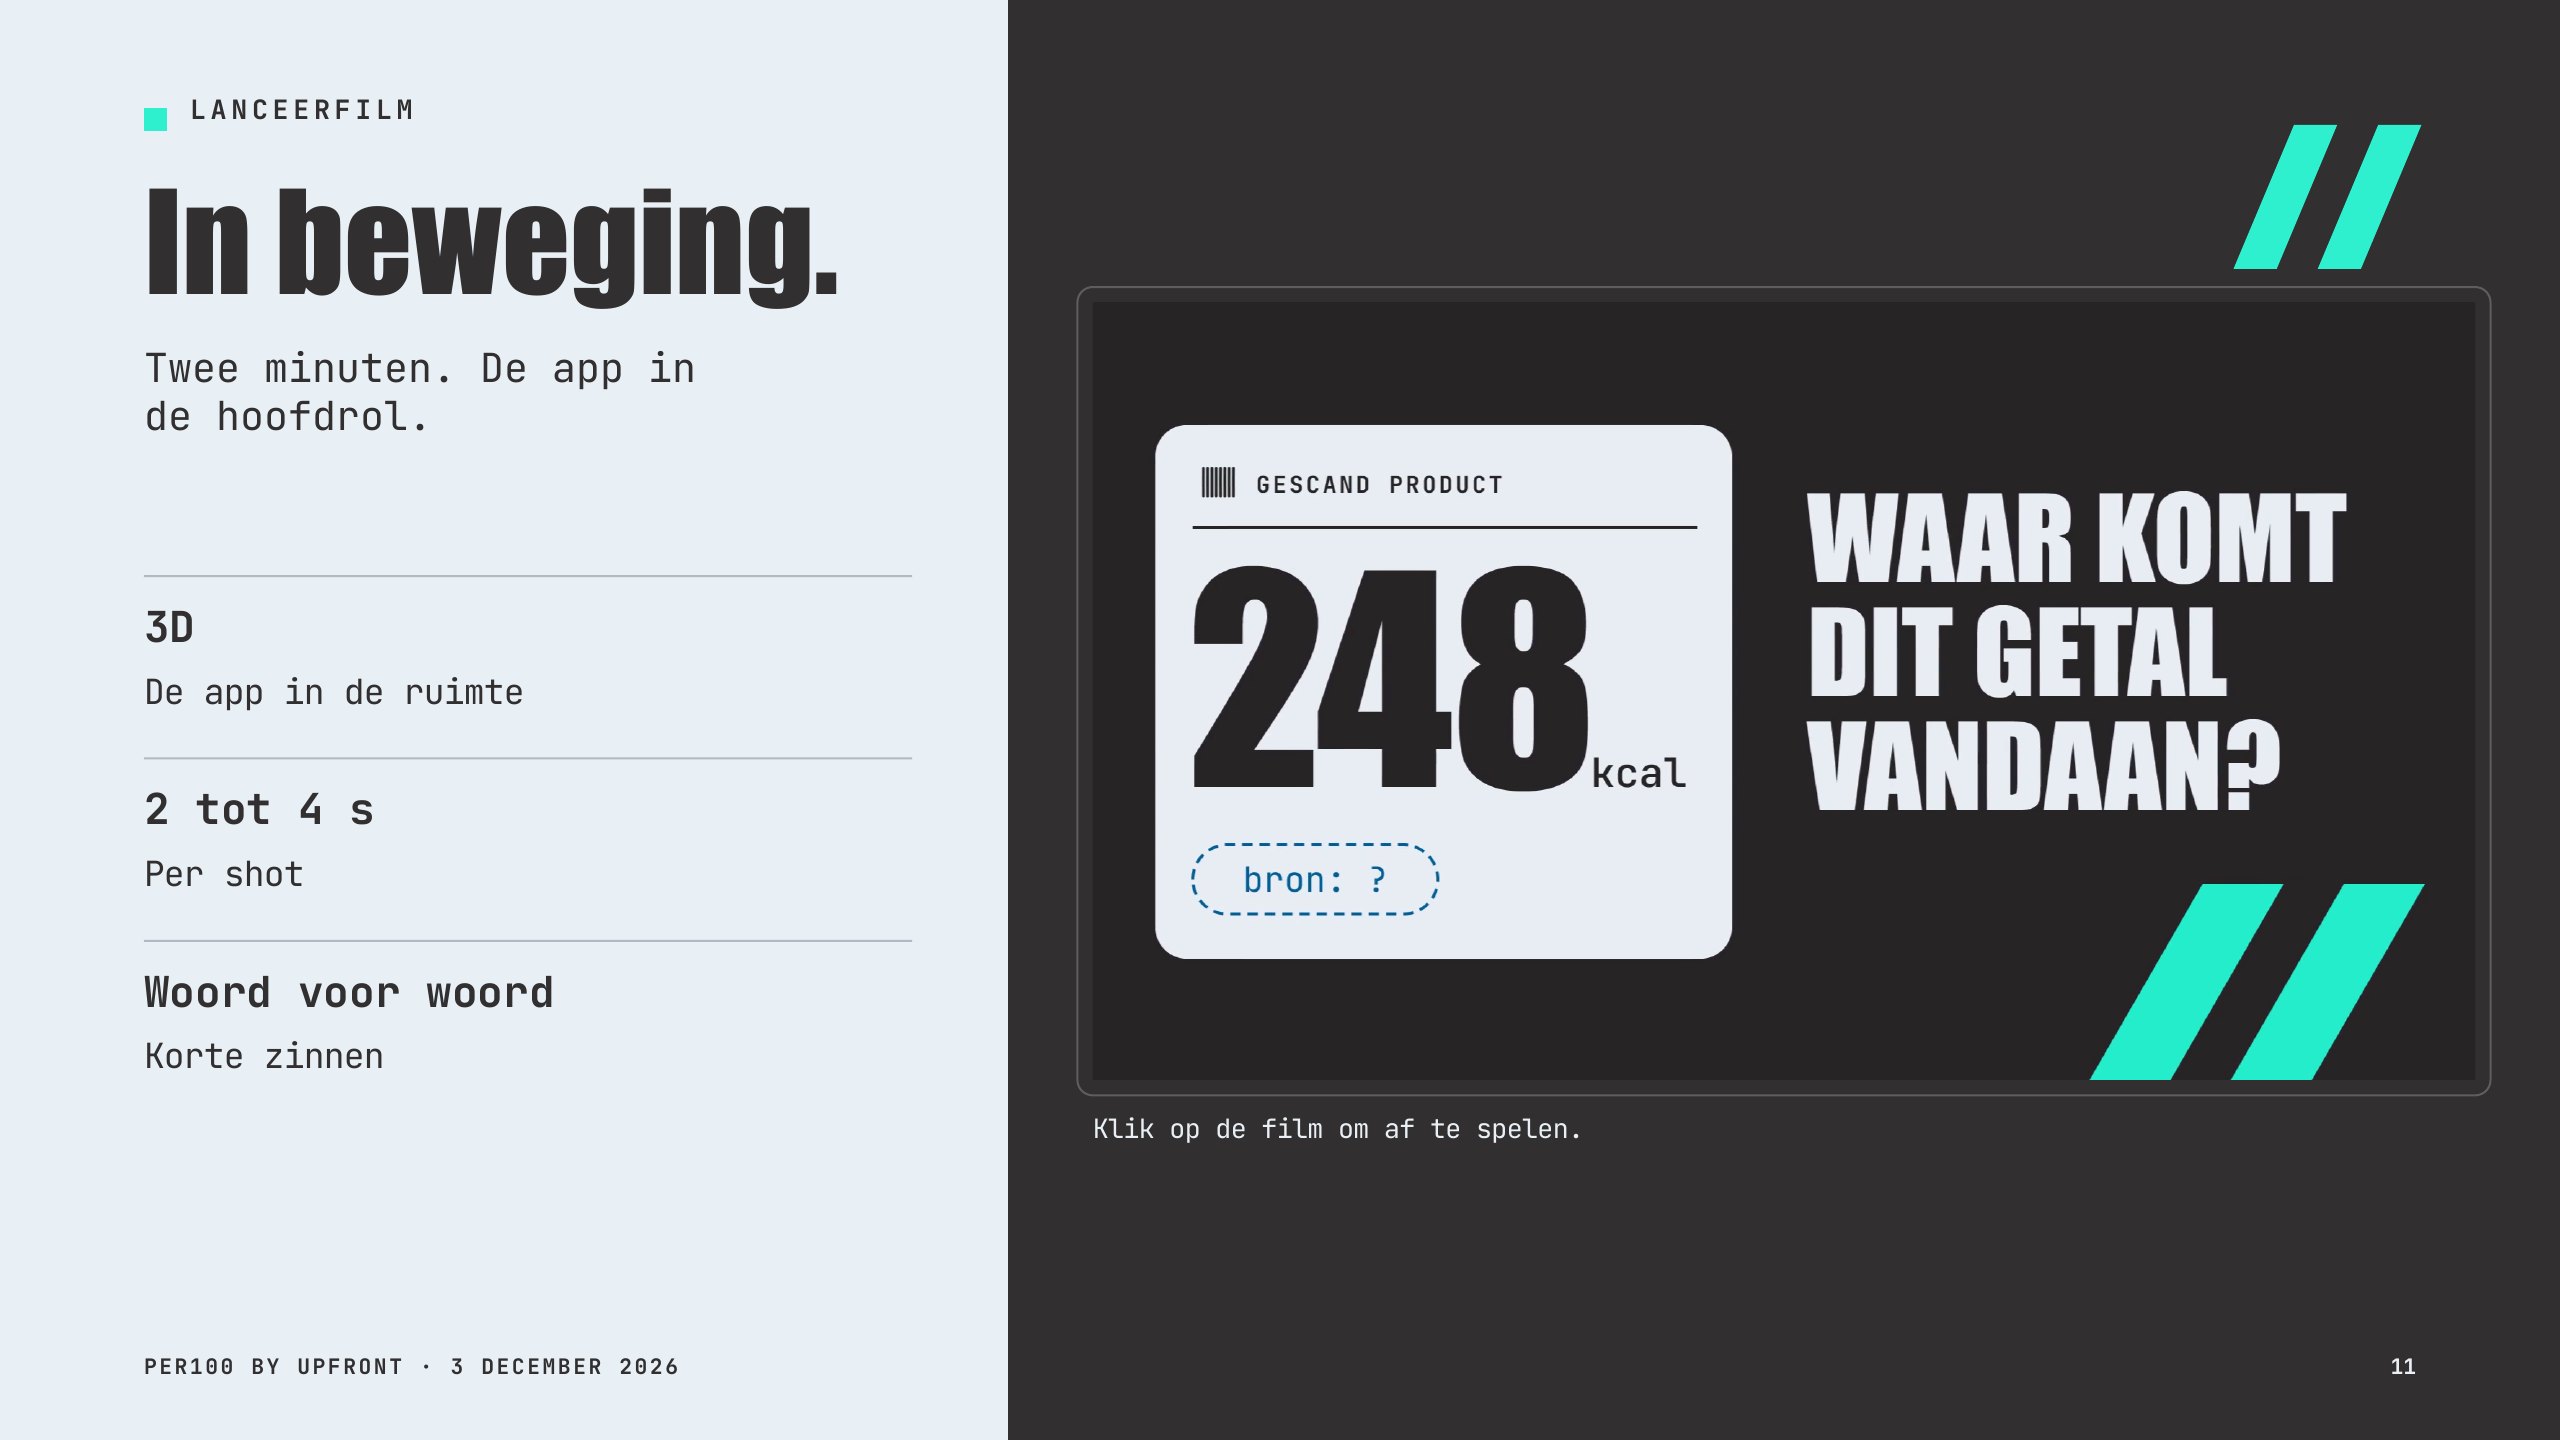 LANCEERFILM
In beweging.
Twee minuten. De app in
de hoofdrol.
3D
De app in de ruimte
2 tot 4 s
Per shot
Woord voor woord
Korte zinnen
GESCAND PRODUCT
248 kcal
bron: ?
WAAR KOMT
DIT GETAL
VANDAAN?
Klik op de film om af te spelen.
PER100 BY UPFRONT · 3 DECEMBER 2026
11